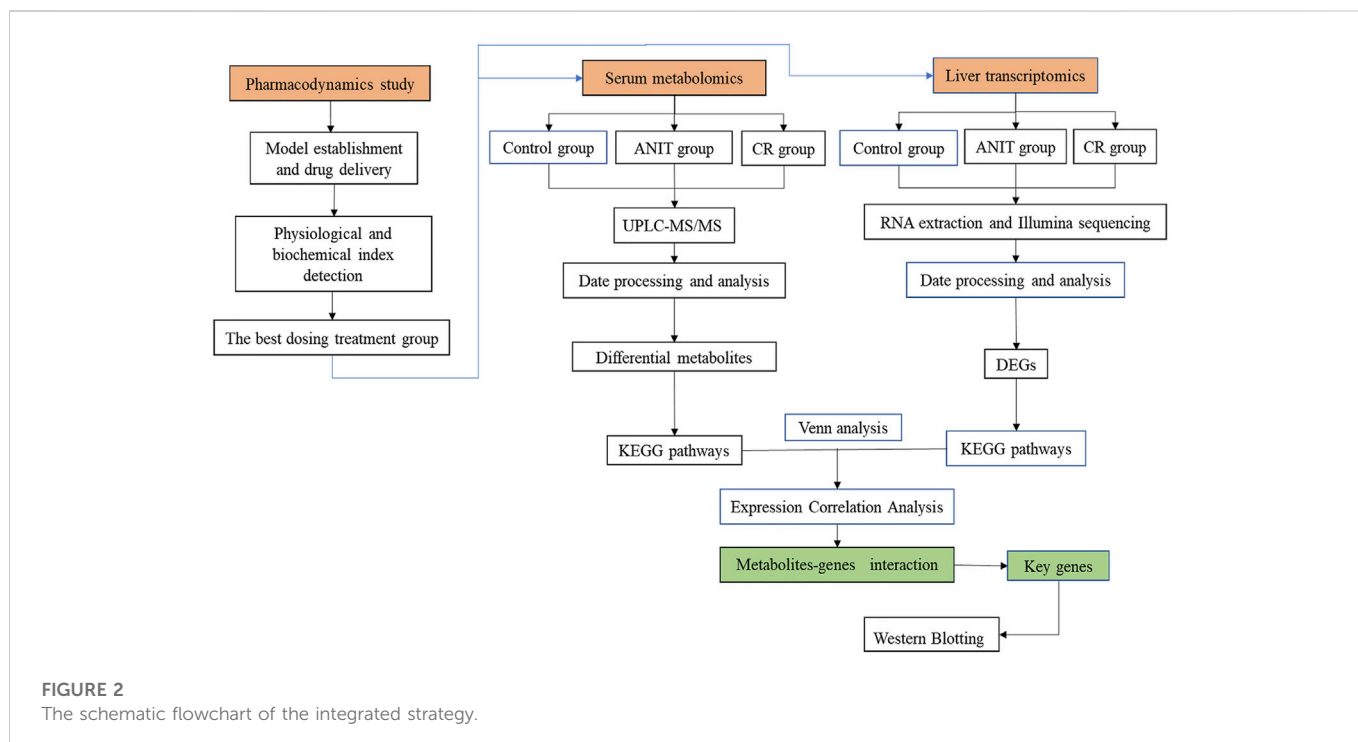 Pharmacodynamics study
Model establishment
and drug delivery
Physiological and
biochemical index
detection
The best dosing treatment group
Serum metabolomics
Control group
ANIT group
CR group
UPLC-MS/MS
Date processing and analysis
Differential metabolites
KEGG pathways
Liver transcriptomics
Control group
ANIT group
CR group
RNA extraction and Illumina sequencing
Date processing and analysis
DEGs
KEGG pathways
Venn analysis
Expression Correlation Analysis
Metabolites-genes interaction
Key genes
Western Blotting
FIGURE 2
The schematic flowchart of the integrated strategy.